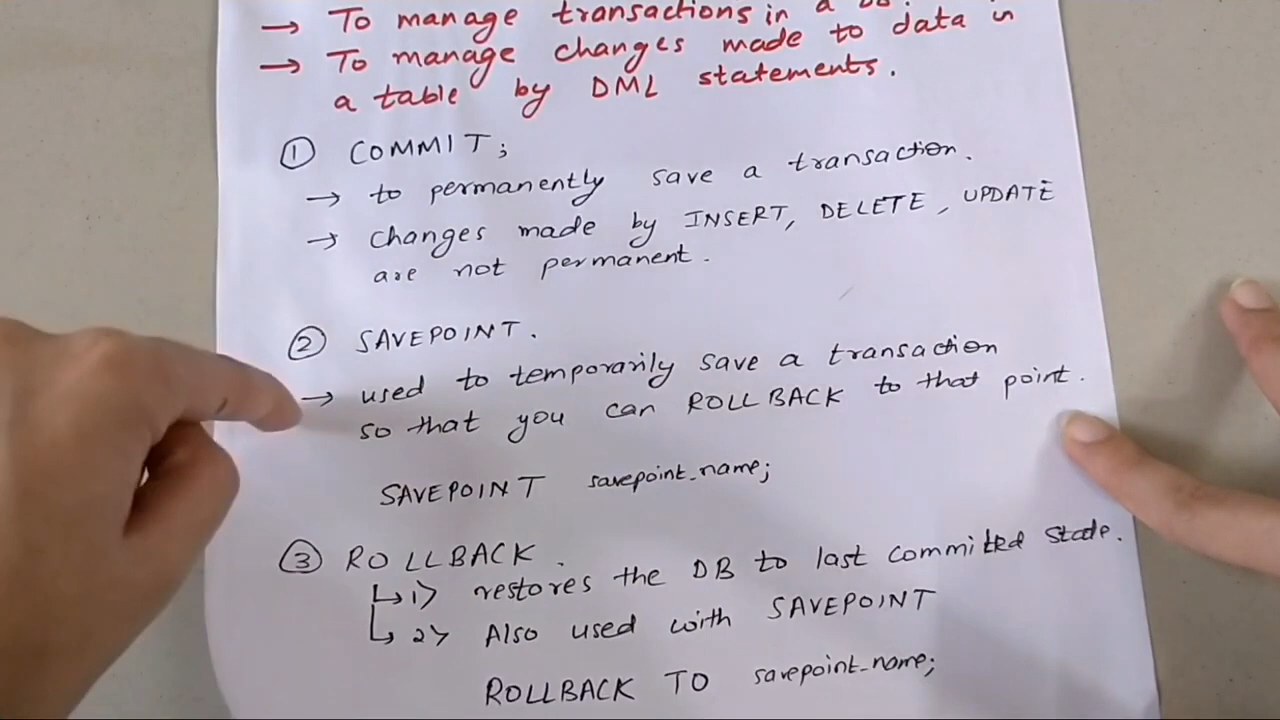 → To manage transactions in a
→ To manage changes made to data in
a table by DML statements.
① COMMIT;
→ to permanently save a transaction.
→ changes made by INSERT, DELETE, UPDATE
are not permanent.
② SAVEPOINT.
→ used to temporarily save a transaction
so that you can ROLLBACK to that point.
SAVEPOINT savepoint_name;
③ ROLLBACK.
↳ 1> restores the DB to last committed state.
↳ 2> Also used with SAVEPOINT
ROLLBACK TO savepoint_name;